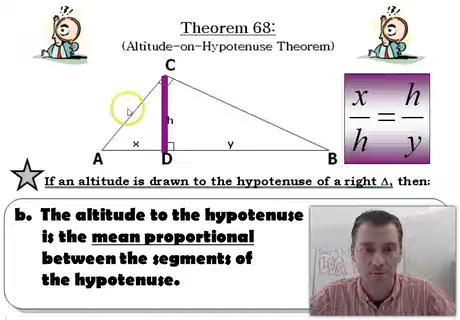 Theorem 68:
(Altitude-on-Hypotenuse Theorem)
C
h
x
y
A
D
B
x/h = h/y
If an altitude is drawn to the hypotenuse of a right Δ, then:
b. The altitude to the hypotenuse
is the mean proportional
between the segments of
the hypotenuse.